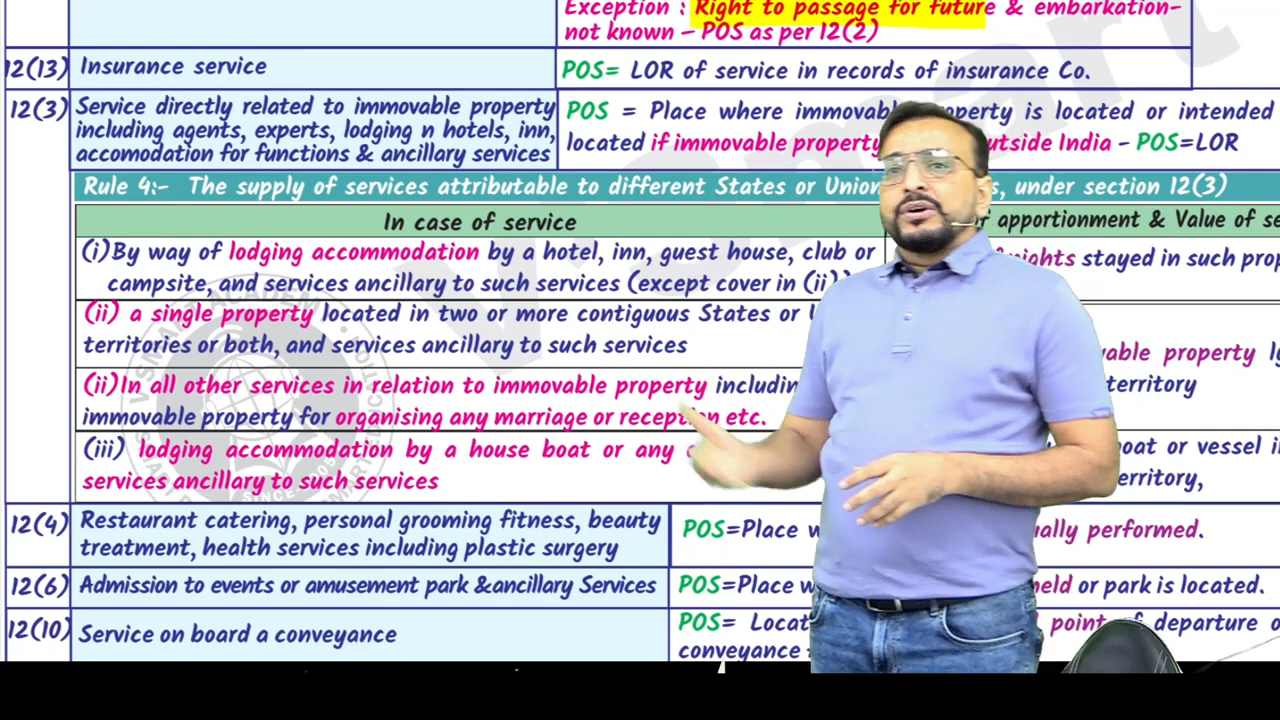 Exception : Right to passage for future & embarkation-
not known – POS as per 12(2)
12(13) Insurance service
POS= LOR of service in records of insurance Co.
12(3) Service directly related to immovable property
including agents, experts, lodging n hotels, inn,
accomodation for functions & ancillary services
POS = Place where immovable property is located or intended
located if immovable property outside India – POS=LOR
Rule 4:- The supply of services attributable to different States or Union under section 12(3)
In case of service
apportionment & Value of
(i)By way of lodging accommodation by a hotel, inn, guest house, club or
campsite, and services ancillary to such services (except cover in (ii))
nights stayed in such
(ii) a single property located in two or more contiguous States or
territories or both, and services ancillary to such services
(ii)In all other services in relation to immovable property
immovable property for organising any marriage or reception etc.
property
territory
(iii) lodging accommodation by a house boat or any
services ancillary to such services
boat or vessel
territory,
12(4) Restaurant catering, personal grooming fitness, beauty
treatment, health services including plastic surgery
POS=Place performed.
12(6) Admission to events or amusement park &ancillary Services
POS=Place held or park is located.
12(10) Service on board a conveyance
POS= point of departure
conveyance